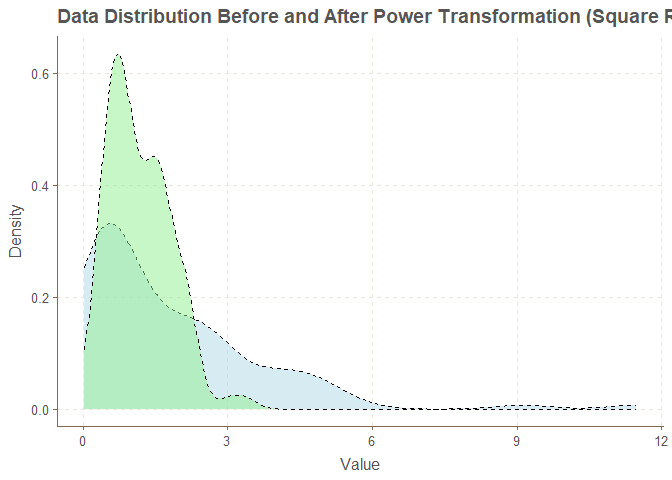 Data Distribution Before and After Power Transformation (Square R
Density
0.6
0.4
0.2
0.0
0 3 6 9 12
Value